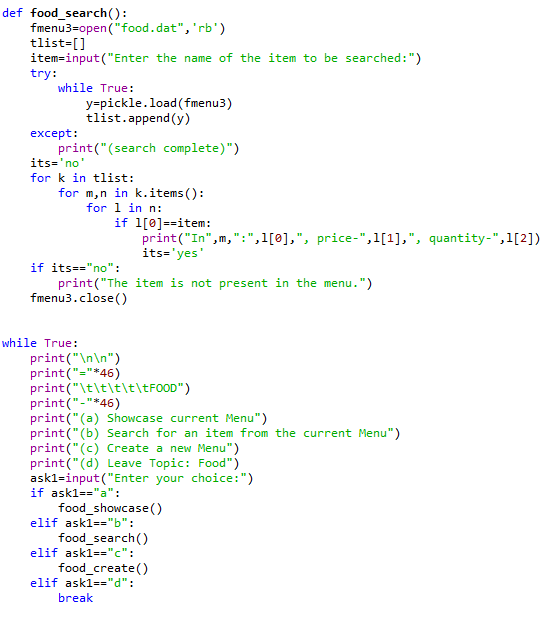 def food_search():
    fmenu3=open("food.dat",'rb')
    tlist=[]
    item=input("Enter the name of the item to be searched:")
    try:
        while True:
            y=pickle.load(fmenu3)
            tlist.append(y)
    except:
        print("(search complete)")
    its='no'
    for k in tlist:
        for m,n in k.items():
            for l in n:
                if l[0]==item:
                    print("In",m,":",l[0],", price-",l[1],", quantity-",l[2])
                    its='yes'
    if its=="no":
        print("The item is not present in the menu.")
    fmenu3.close()
while True:
    print("\n\n")
    print("="*46)
    print("\t\t\t\t\tFOOD")
    print("-"*46)
    print("(a) Showcase current Menu")
    print("(b) Search for an item from the current Menu")
    print("(c) Create a new Menu")
    print("(d) Leave Topic: Food")
    ask1=input("Enter your choice:")
    if ask1=="a":
        food_showcase()
    elif ask1=="b":
        food_search()
    elif ask1=="c":
        food_create()
    elif ask1=="d":
        break